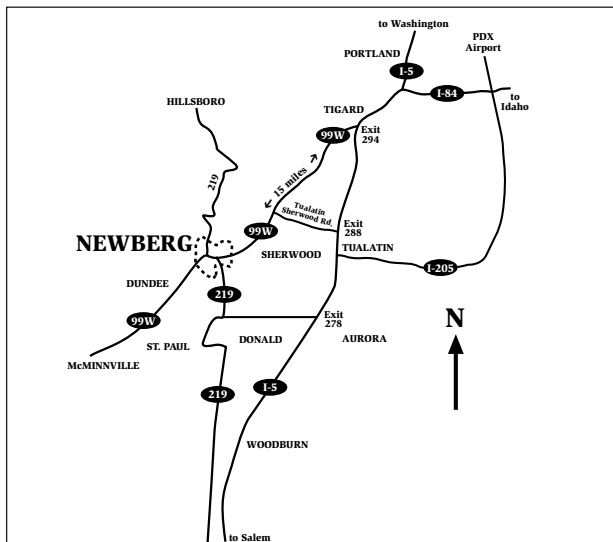 to Washington
PORTLAND
PDX
Airport
I-5
I-84
to
Idaho
HILLSBORO
TIGARD
99W
Exit
294
15 miles
219
Tualatin
Sherwood Rd.
Exit
288
99W
NEWBERG
SHERWOOD
TUALATIN
I-205
DUNDEE
219
99W
Exit
278
N
ST. PAUL
DONALD
AURORA
McMINNVILLE
219
I-5
WOODBURN
to Salem